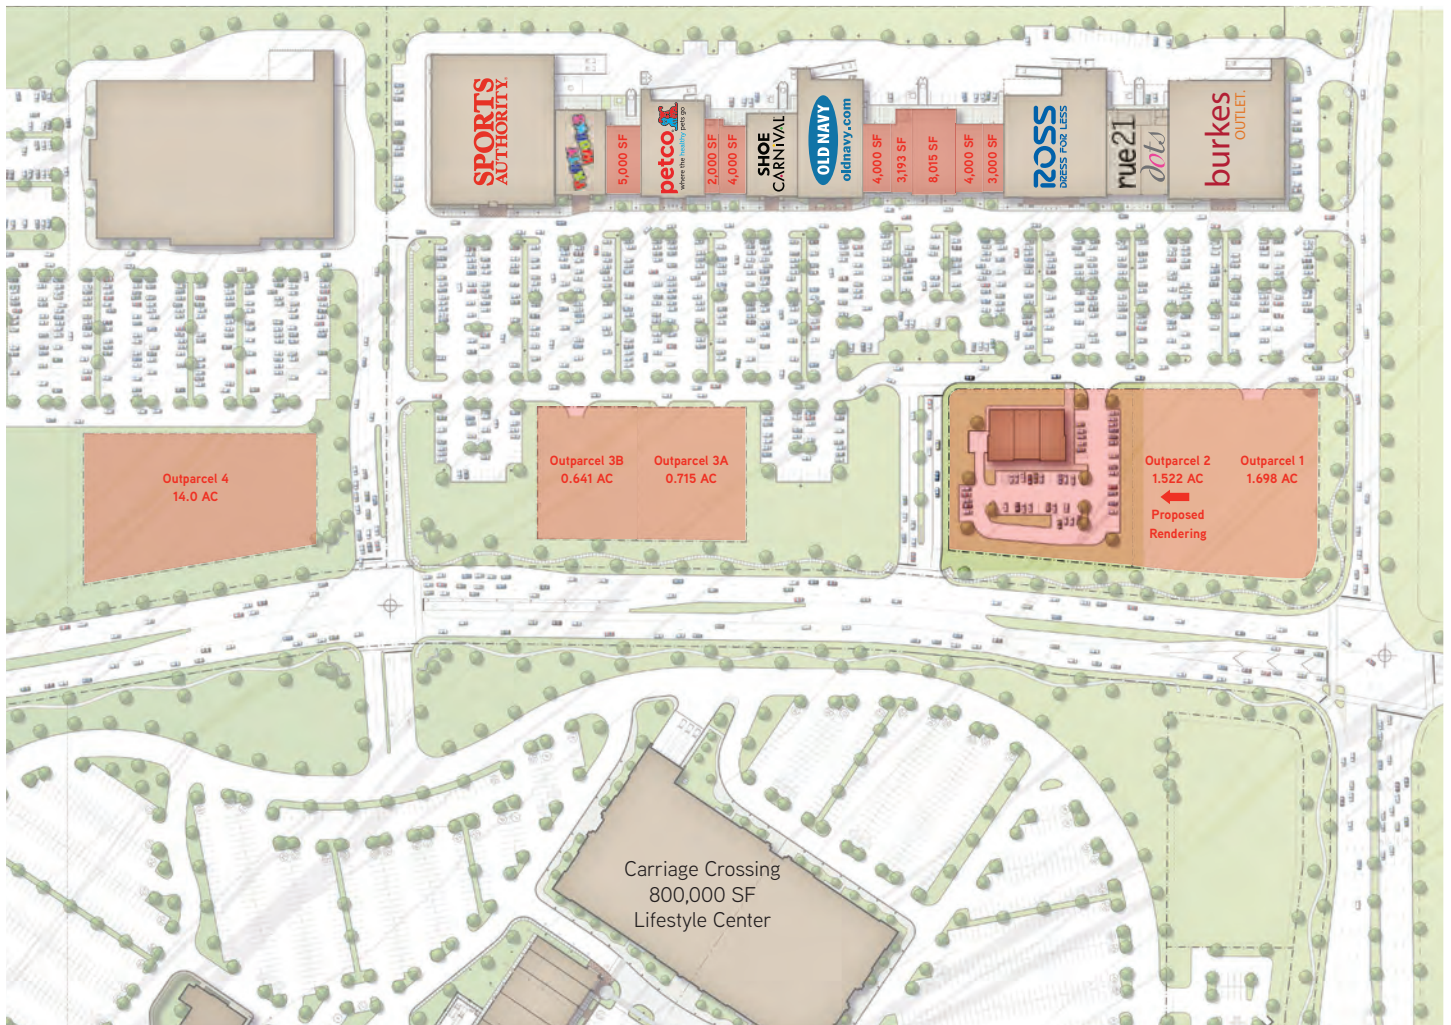 SPORTS
AUTHORITY.
5,000 SF
petco
where the healthy pets go
2,000 SF
4,000 SF
SHOE
CARNIVAL
OLD NAVY
oldnavy.com
4,000 SF
3,193 SF
8,015 SF
4,000 SF
3,000 SF
ROSS
DRESS FOR LESS
rue21
dots
burkes
OUTLET.
Outparcel 4
14.0 AC
Outparcel 3B
0.641 AC
Outparcel 3A
0.715 AC
Outparcel 2
1.522 AC
Proposed
Rendering
Outparcel 1
1.698 AC
Carriage Crossing
800,000 SF
Lifestyle Center